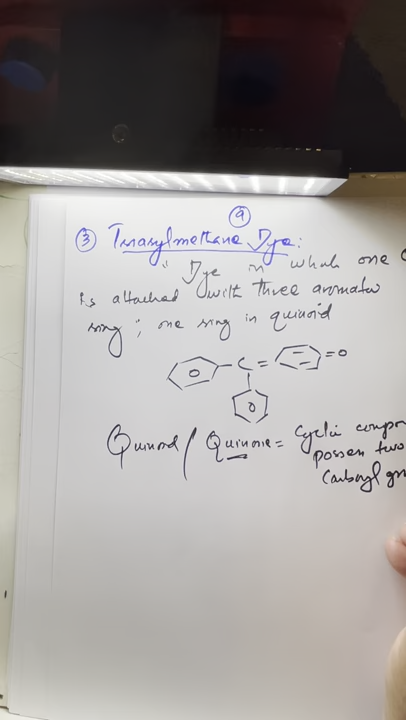 9
3 Triarylmethane Dye:
"Dye in which one C
is attached with three aromatic
ring; one ring in quinoid
C = =O
Quinoid / Quinone = Cyclic compo
possess two
Carbonyl gr